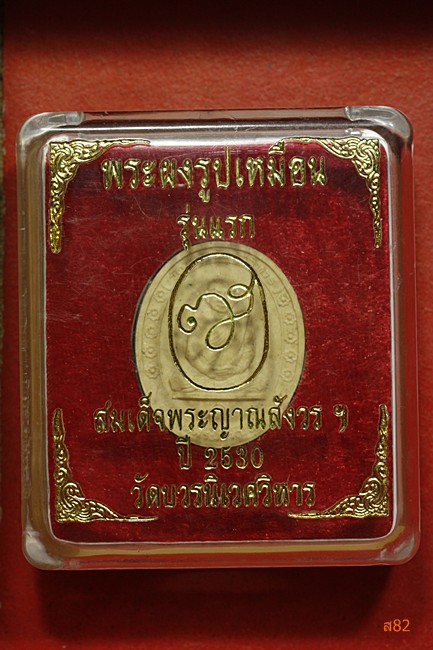 พระผงรูปเหมือน
รุ่นแรก
สมเด็จพระญาณสังวร ฯ
ปี 2530
วัดบวรนิเวศวิหาร
ส82